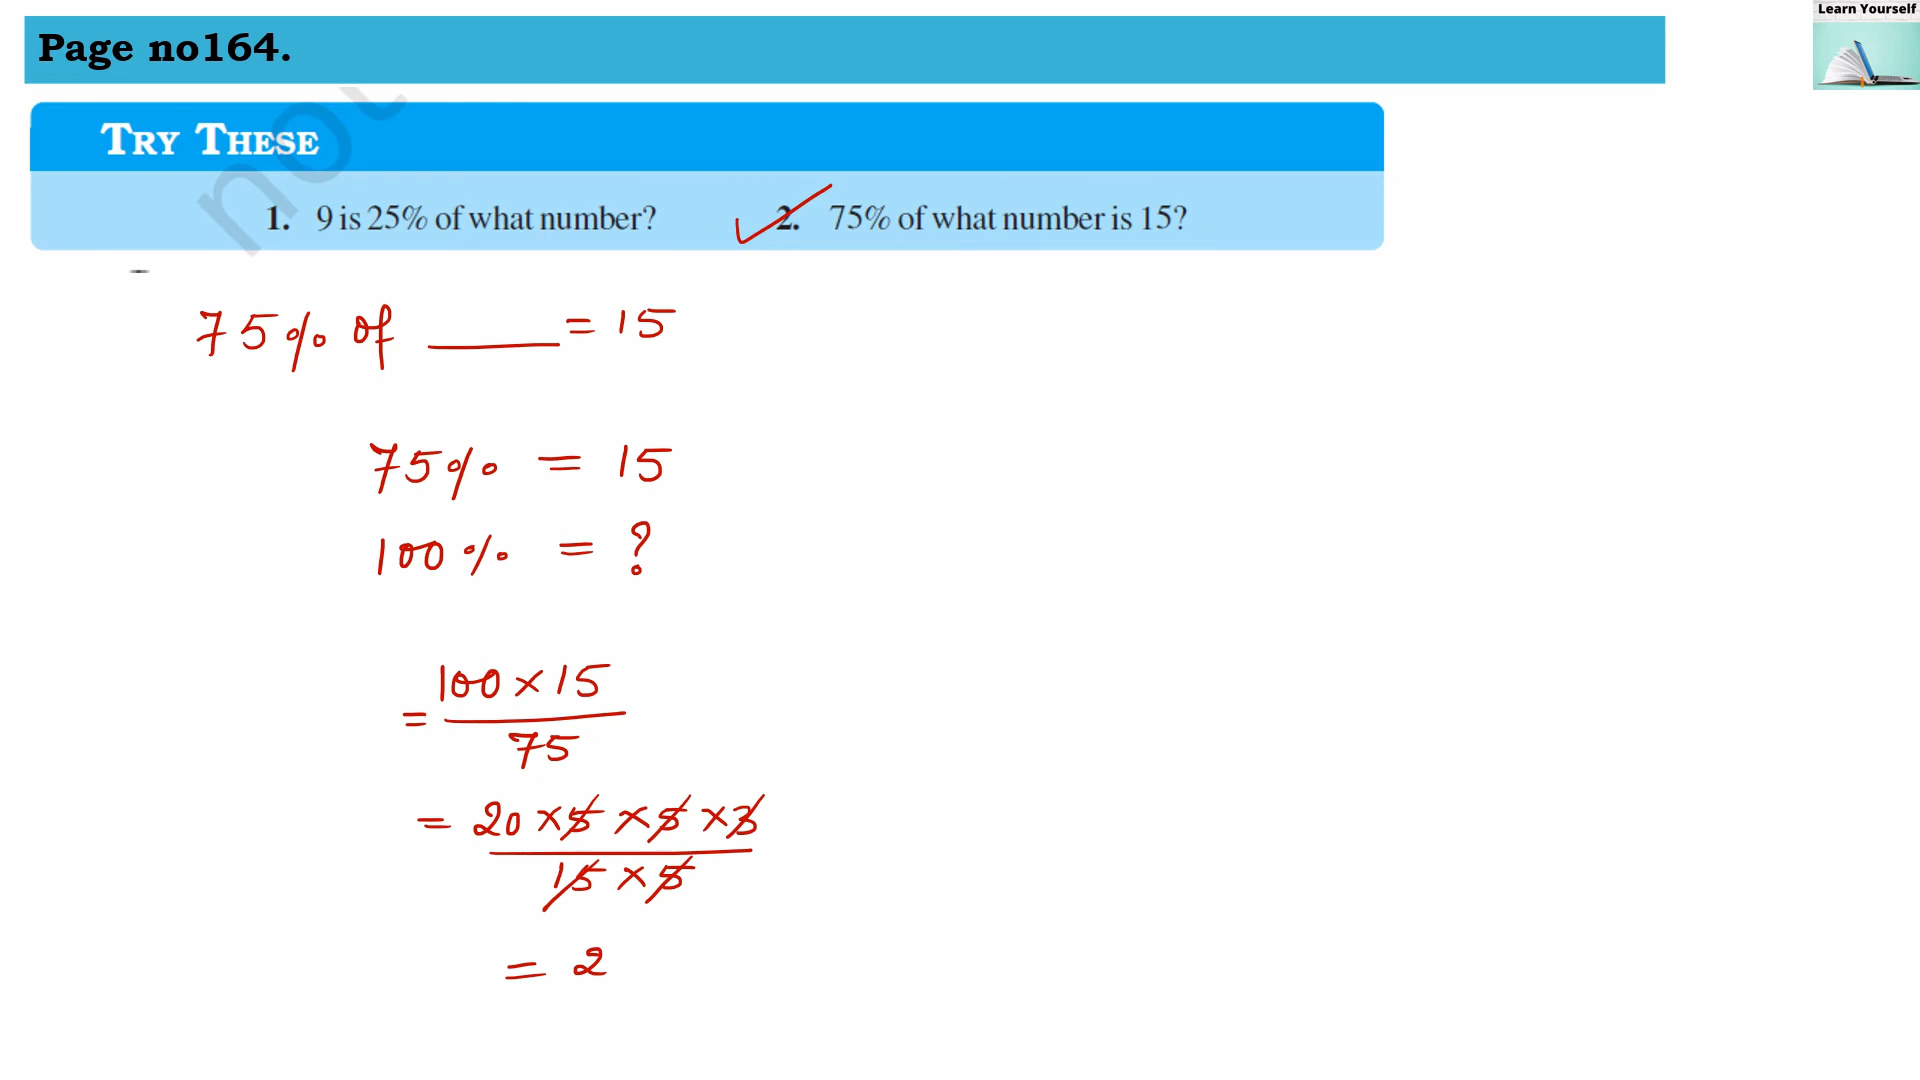 Learn Yourself
Page no164.
not
TRY THESE
1. 9 is 25% of what number? 2. 75% of what number is 15?
75% of ____ = 15
75% = 15
100% = ?
= 100 × 15
75
= 20 × 5 × 5 × 3
15 × 5
= 2